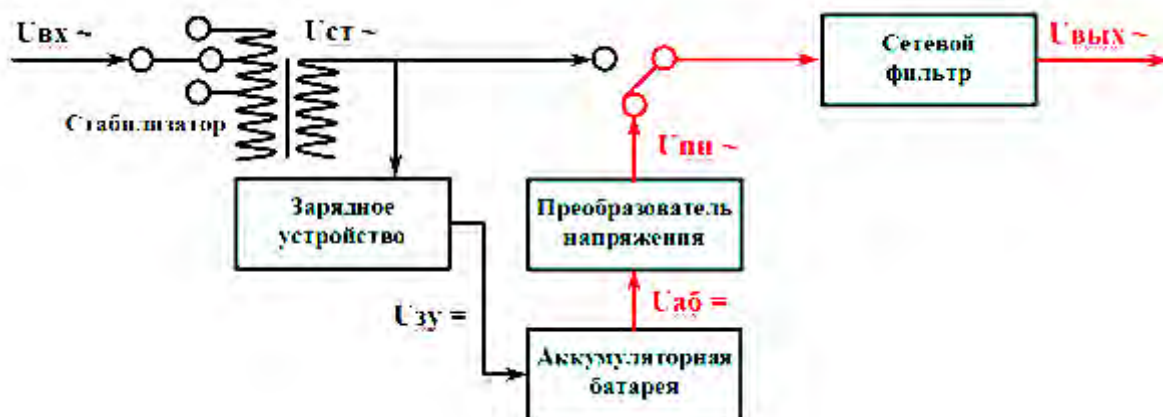 Uвх ~
Uст ~
Стабилизатор
Сетевой
фильтр
Uвых ~
Uпн ~
Зарядное
устройство
Преобразователь
напряжения
Uзу =
Uаб =
Аккумуляторная
батарея